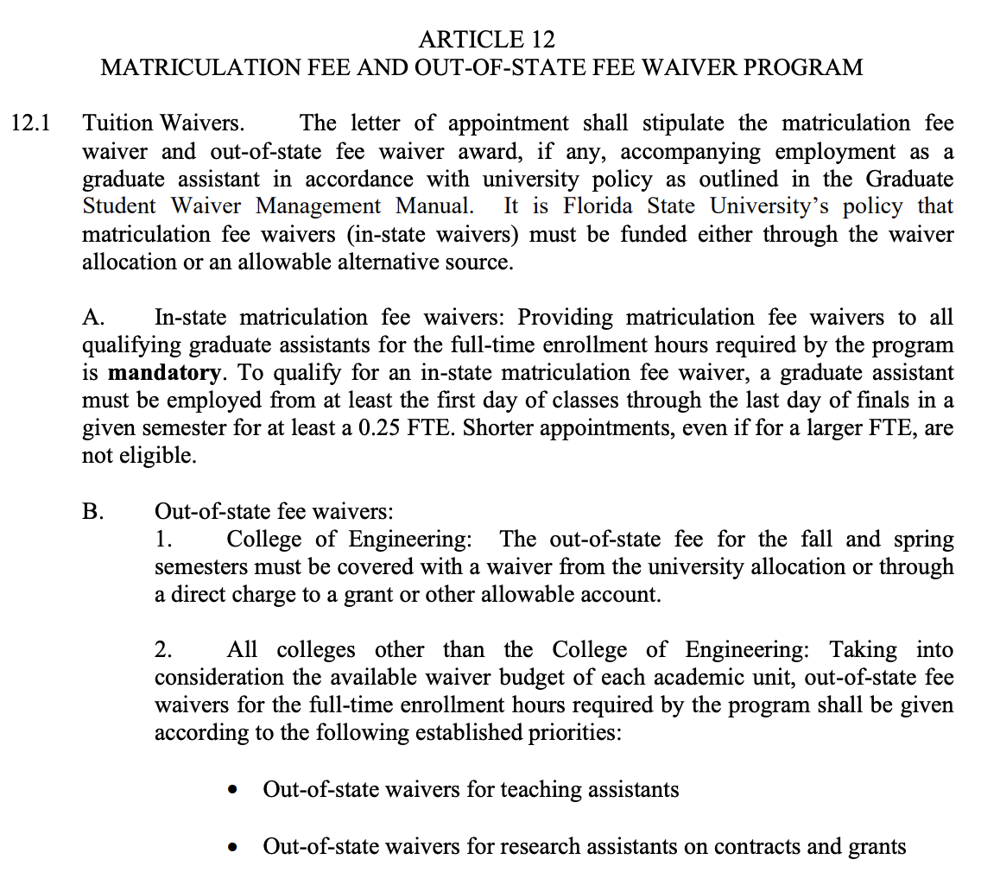 ARTICLE 12
MATRICULATION FEE AND OUT-OF-STATE FEE WAIVER PROGRAM
12.1 Tuition Waivers. The letter of appointment shall stipulate the matriculation fee
waiver and out-of-state fee waiver award, if any, accompanying employment as a
graduate assistant in accordance with university policy as outlined in the Graduate
Student Waiver Management Manual. It is Florida State University’s policy that
matriculation fee waivers (in-state waivers) must be funded either through the waiver
allocation or an allowable alternative source.
A. In-state matriculation fee waivers: Providing matriculation fee waivers to all
qualifying graduate assistants for the full-time enrollment hours required by the program
is mandatory. To qualify for an in-state matriculation fee waiver, a graduate assistant
must be employed from at least the first day of classes through the last day of finals in a
given semester for at least a 0.25 FTE. Shorter appointments, even if for a larger FTE, are
not eligible.
B. Out-of-state fee waivers:
1. College of Engineering: The out-of-state fee for the fall and spring
semesters must be covered with a waiver from the university allocation or through
a direct charge to a grant or other allowable account.
2. All colleges other than the College of Engineering: Taking into
consideration the available waiver budget of each academic unit, out-of-state fee
waivers for the full-time enrollment hours required by the program shall be given
according to the following established priorities:
• Out-of-state waivers for teaching assistants
• Out-of-state waivers for research assistants on contracts and grants